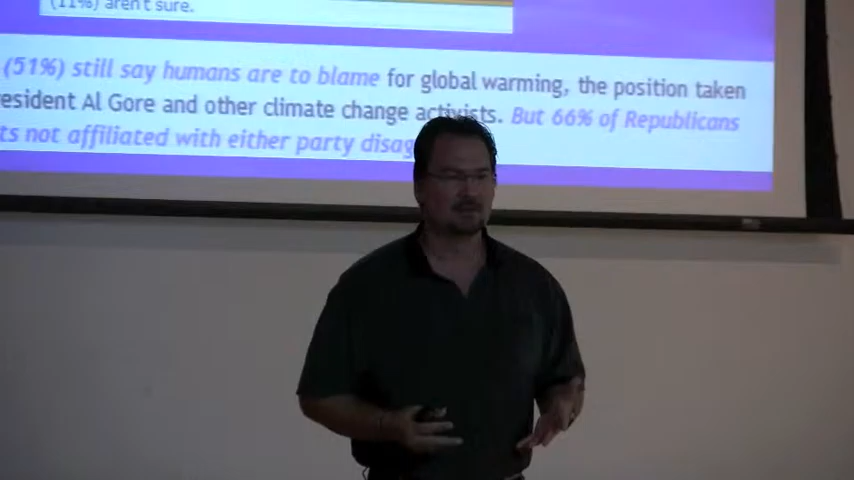 (11%) aren't sure.
(51%) still say humans are to blame for global warming, the position taken
esident Al Gore and other climate change activists. But 66% of Republicans
ts not affiliated with either party disag